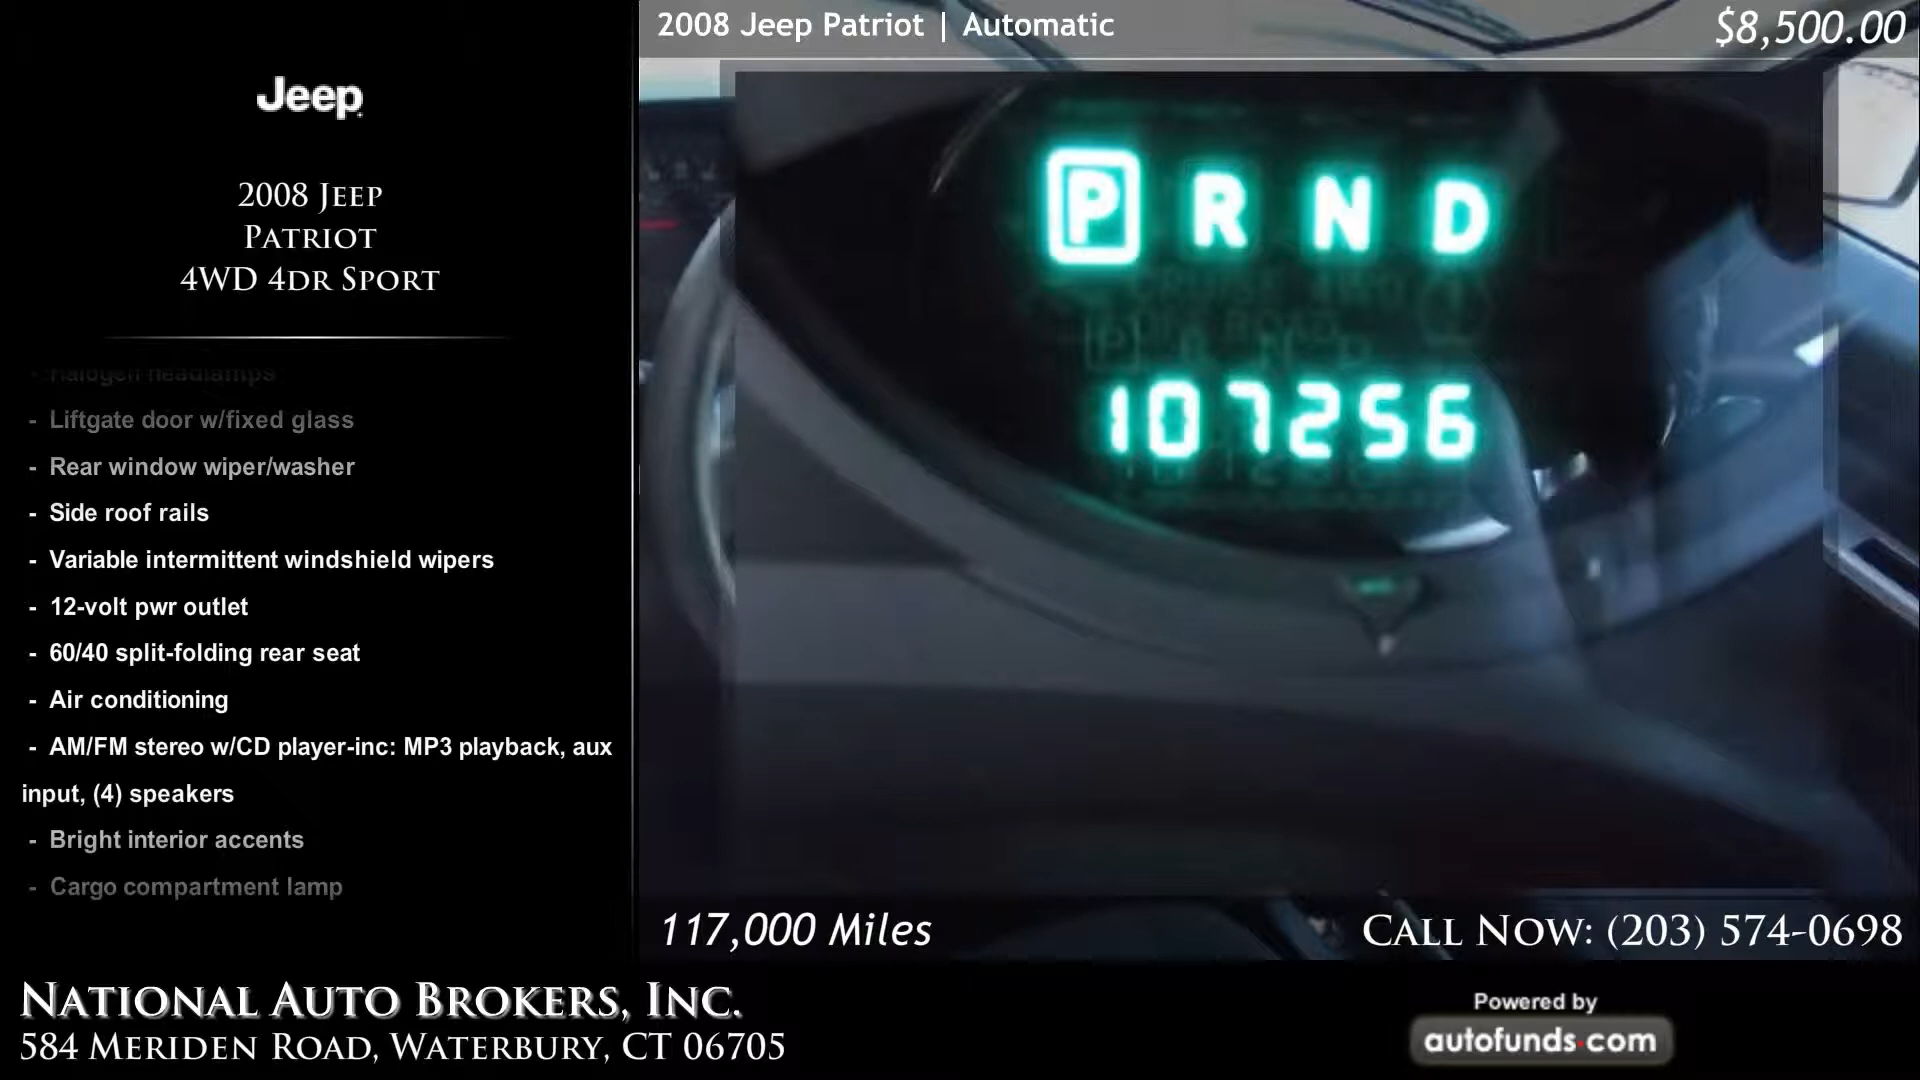 Jeep
2008 Jeep
Patriot
4WD 4dr Sport
- Halogen headlamps
- Liftgate door w/fixed glass
- Rear window wiper/washer
- Side roof rails
- Variable intermittent windshield wipers
- 12-volt pwr outlet
- 60/40 split-folding rear seat
- Air conditioning
- AM/FM stereo w/CD player-inc: MP3 playback, aux
input, (4) speakers
- Bright interior accents
- Cargo compartment lamp
2008 Jeep Patriot | Automatic
$8,500.00
P R N D
CRUISE 4WD
107256
117,000 Miles
Call Now: (203) 574-0698
National Auto Brokers, Inc.
584 Meriden Road, Waterbury, CT 06705
Powered by
autofunds.com